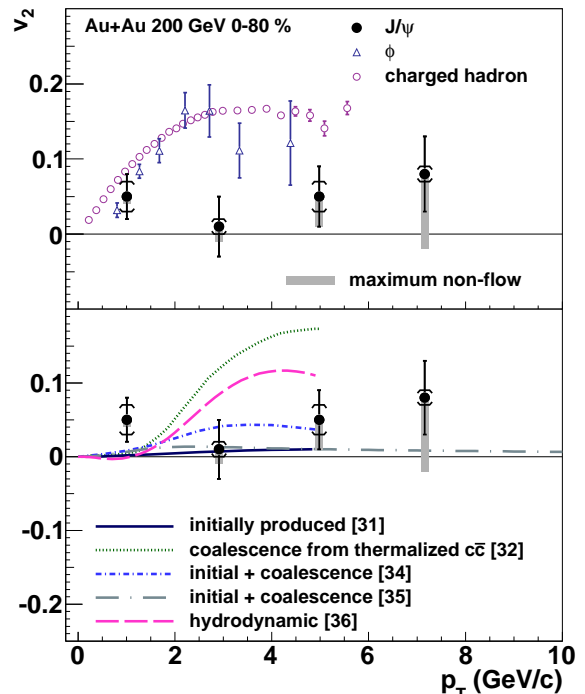 v₂
Au+Au 200 GeV 0-80 %
J/ψ
ϕ
charged hadron
0.2
0.1
0
maximum non-flow
0.1
0
-0.1
-0.2
initially produced [31]
coalescence from thermalized cc̅ [32]
initial + coalescence [34]
initial + coalescence [35]
hydrodynamic [36]
0 2 4 6 8 10
p_T (GeV/c)